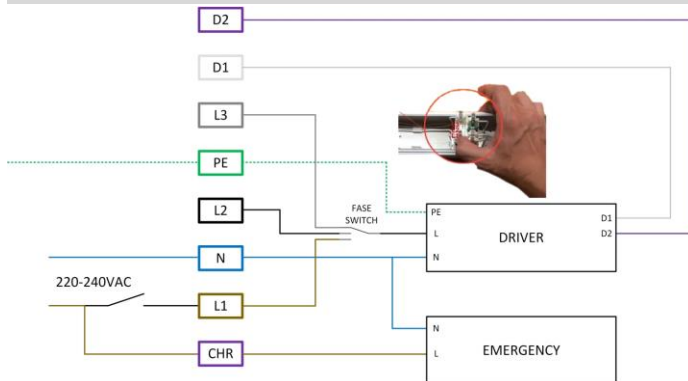 D2
D1
L3
PE
L2
FASE
SWITCH
PE
L
N
DRIVER
D1
D2
N
220-240VAC
L1
CHR
N
L
EMERGENCY